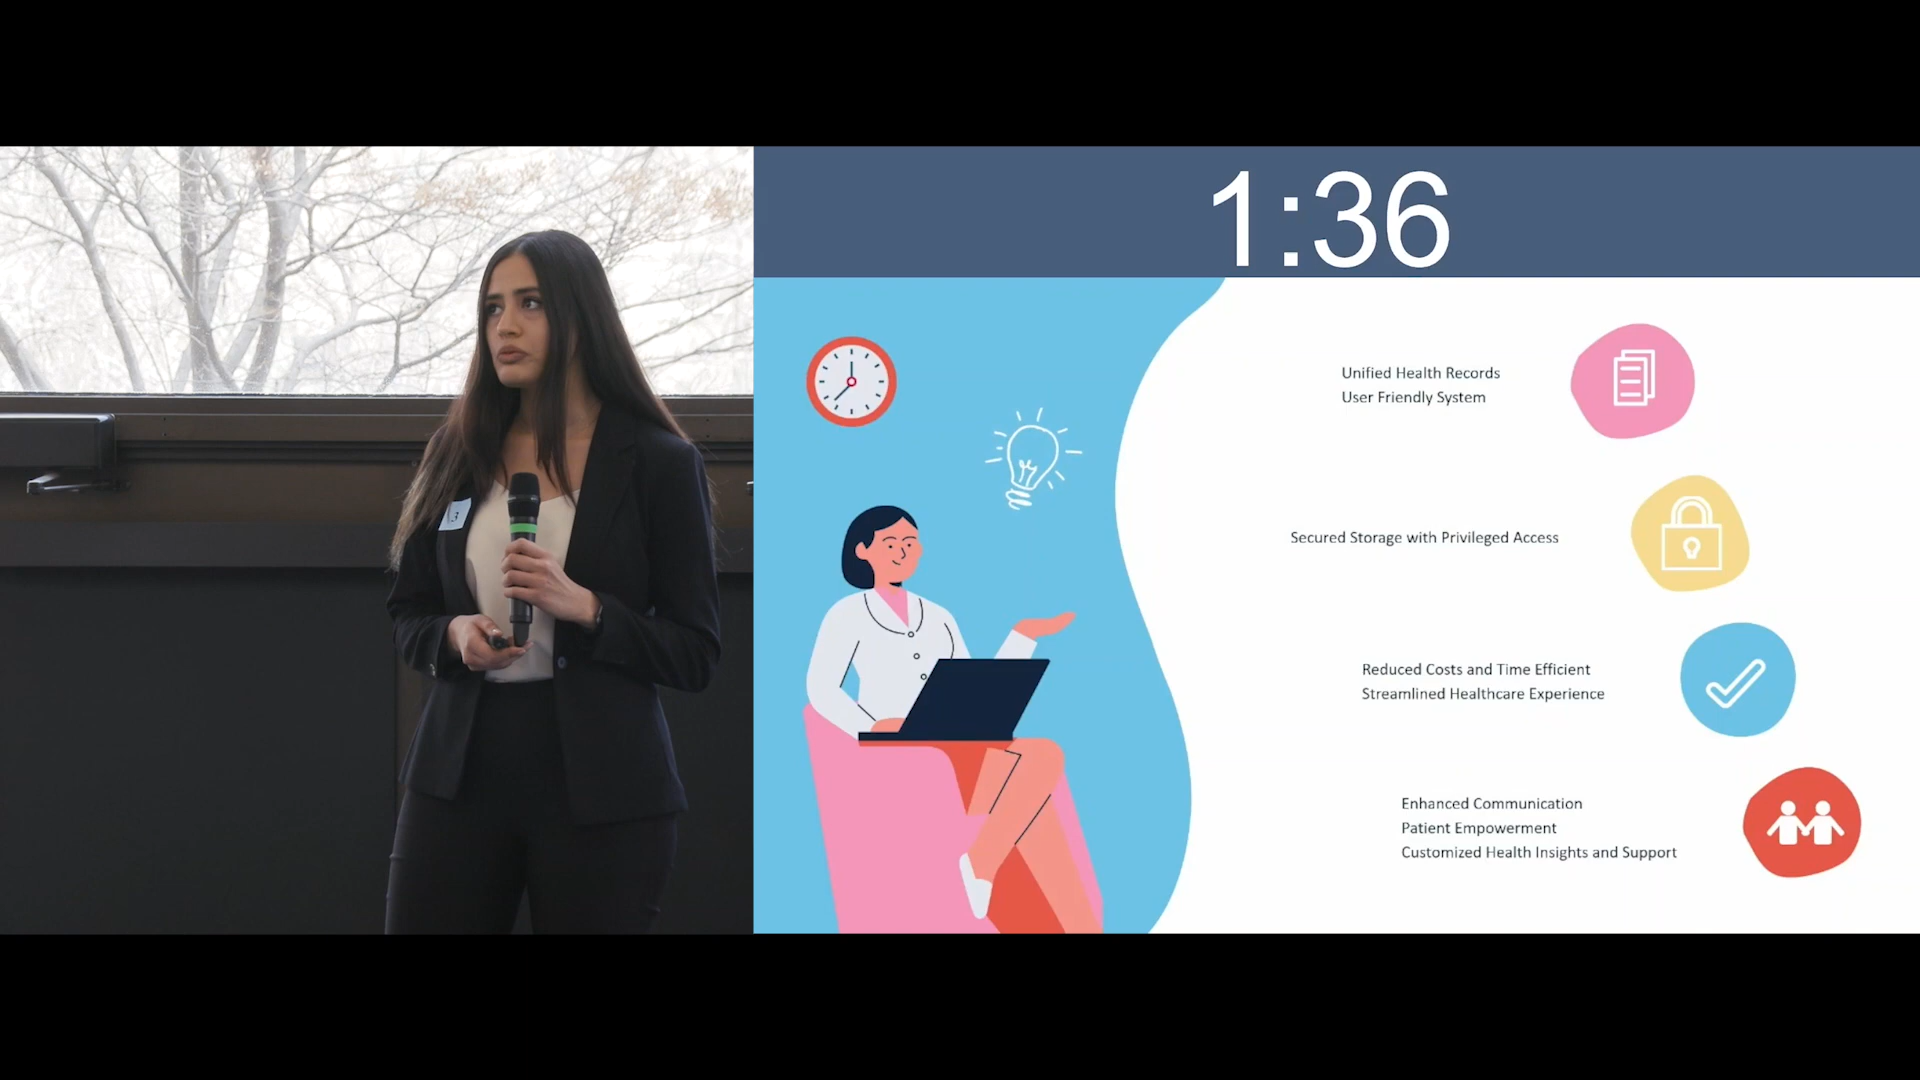 1:36
Unified Health Records
User Friendly System
Secured Storage with Privileged Access
Reduced Costs and Time Efficient
Streamlined Healthcare Experience
Enhanced Communication
Patient Empowerment
Customized Health Insights and Support